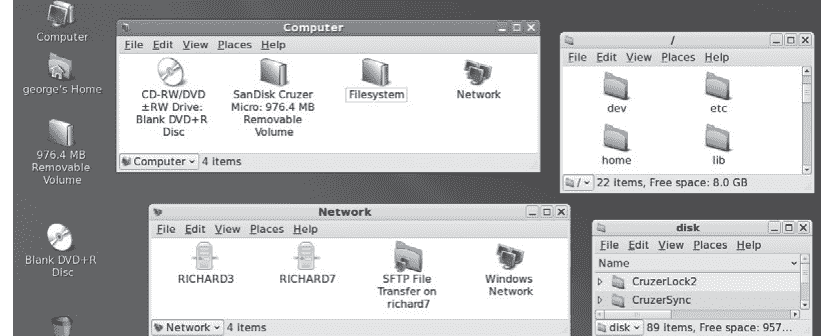 Computer
george's Home
976.4 MB
Removable
Volume
Blank DVD+R
Disc
Computer
File Edit View Places Help
CD-RW/DVD
±RW Drive:
Blank DVD+R
Disc
SanDisk Cruzer
Micro: 976.4 MB
Removable
Volume
Filesystem
Network
Computer 4 items
/
File Edit View Places Help
dev
etc
home
lib
/ 22 items, Free space: 8.0 GB
Network
File Edit View Places Help
RICHARD3
RICHARD7
SFTP File
Transfer on
richard7
Windows
Network
Network 4 items
disk
File Edit View Places Help
Name
CruzerLock2
CruzerSync
disk 89 items, Free space: 957...